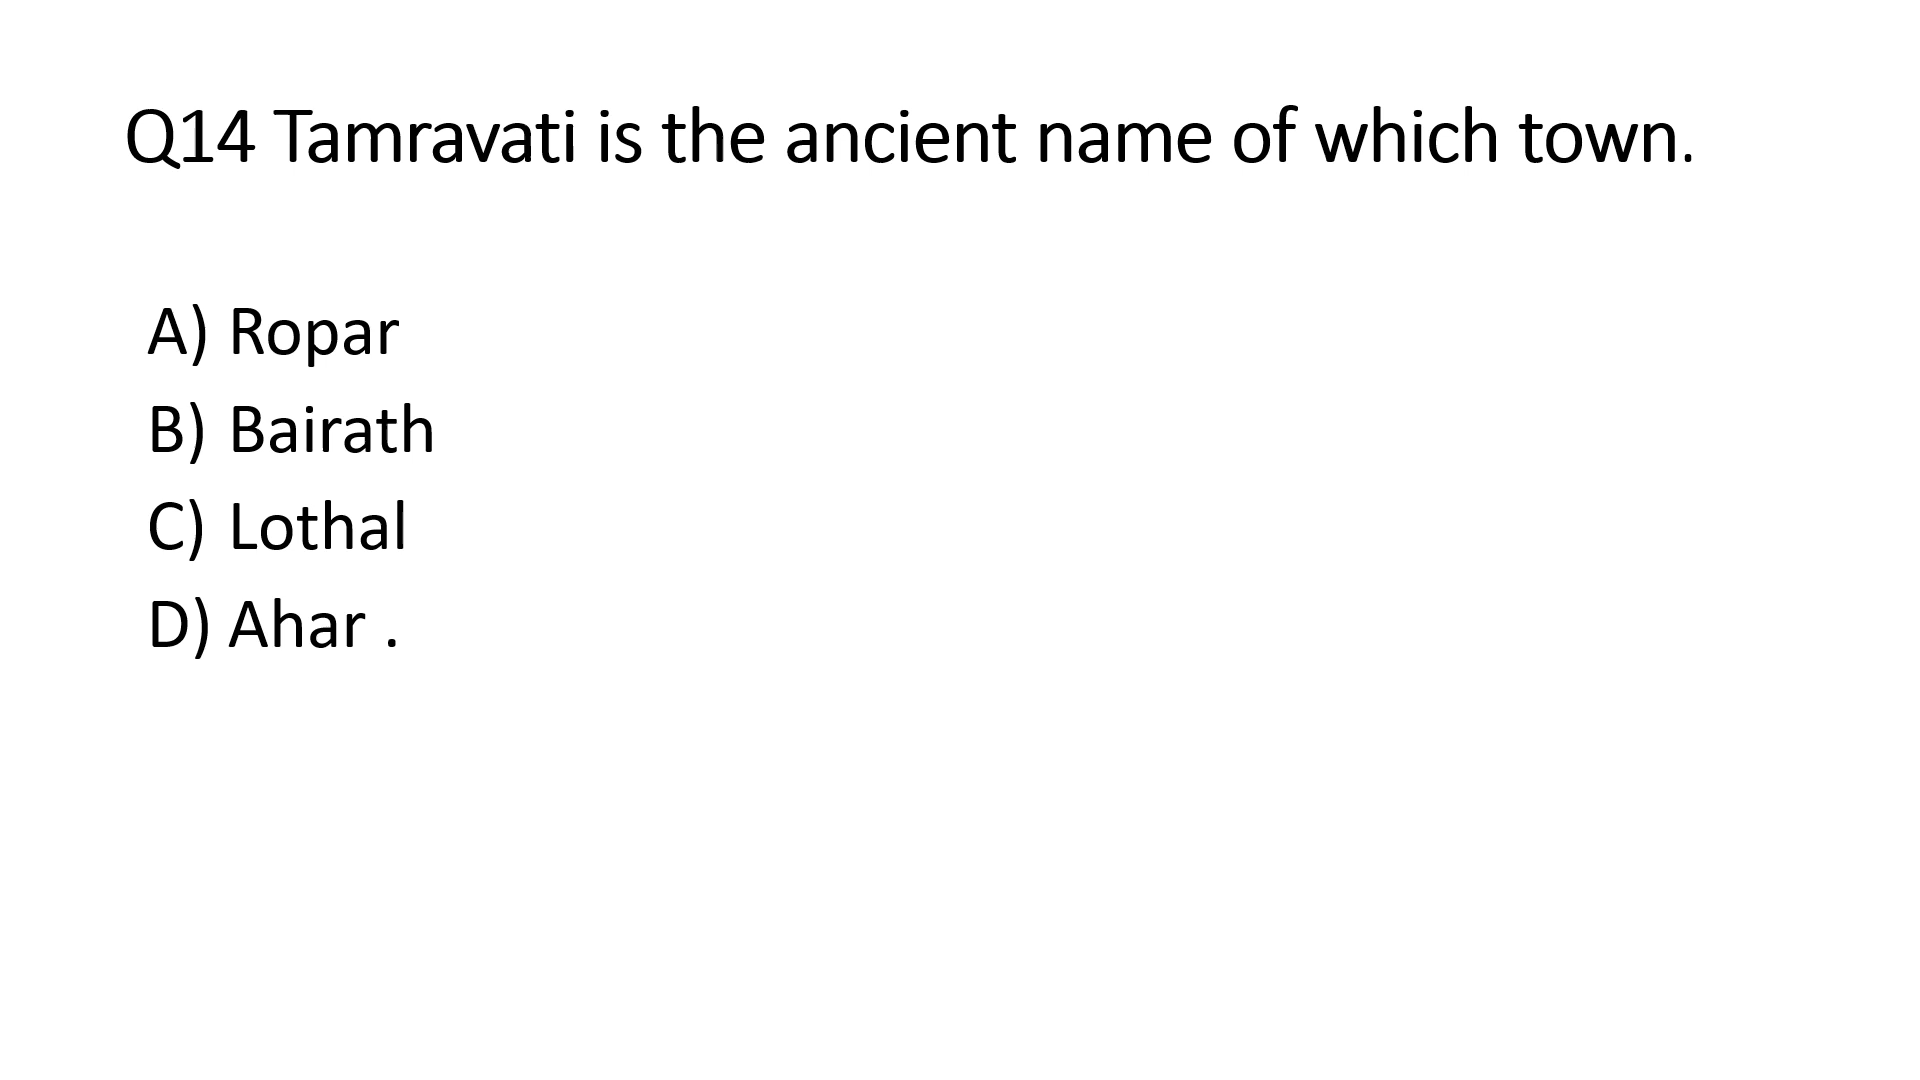 Q14 Tamravati is the ancient name of which town.
A) Ropar
B) Bairath
C) Lothal
D) Ahar .